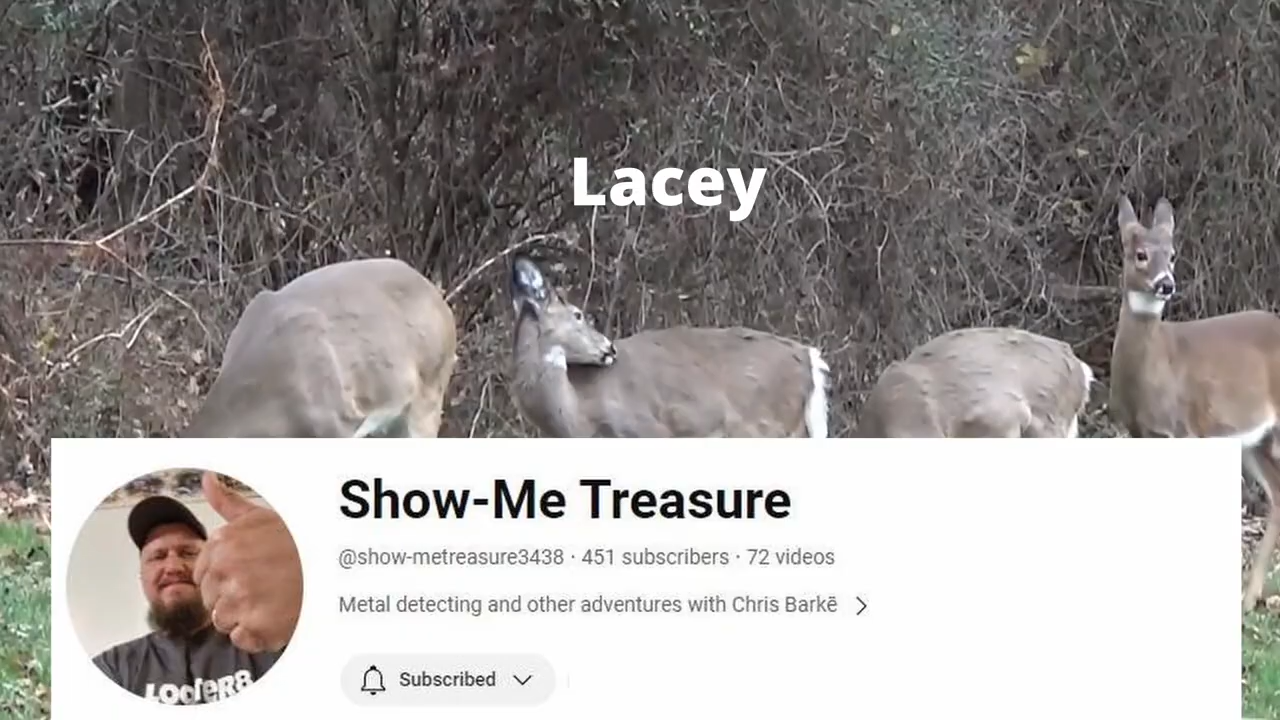 Lacey
Show-Me Treasure
@show-metreasure3438 · 451 subscribers · 72 videos
Metal detecting and other adventures with Chris Barkē
Subscribed
LOOteR8